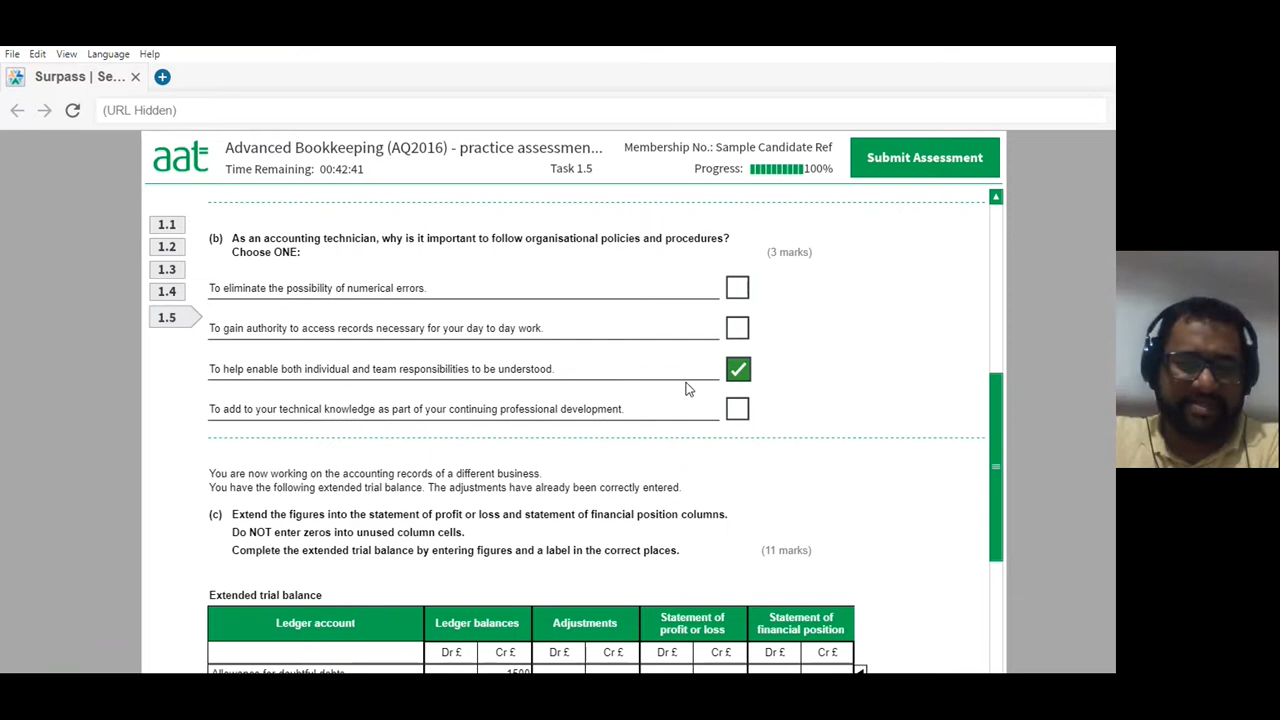 File Edit View Language Help
Surpass | Se...
(URL Hidden)
aat
Advanced Bookkeeping (AQ2016) - practice assessmen...
Membership No.: Sample Candidate Ref
Submit Assessment
Time Remaining: 00:42:41
Task 1.5
Progress: 100%
1.1
1.2
1.3
1.4
1.5
(b) As an accounting technician, why is it important to follow organisational policies and procedures?
Choose ONE: (3 marks)
To eliminate the possibility of numerical errors.
To gain authority to access records necessary for your day to day work.
To help enable both individual and team responsibilities to be understood.
To add to your technical knowledge as part of your continuing professional development.
You are now working on the accounting records of a different business.
You have the following extended trial balance. The adjustments have already been correctly entered.
(c) Extend the figures into the statement of profit or loss and statement of financial position columns.
Do NOT enter zeros into unused column cells.
Complete the extended trial balance by entering figures and a label in the correct places. (11 marks)
Extended trial balance
Ledger account Ledger balances Adjustments Statement of profit or loss Statement of financial position
Dr £ Cr £ Dr £ Cr £ Dr £ Cr £ Dr £ Cr £
Allowance for doubtful debts 1500